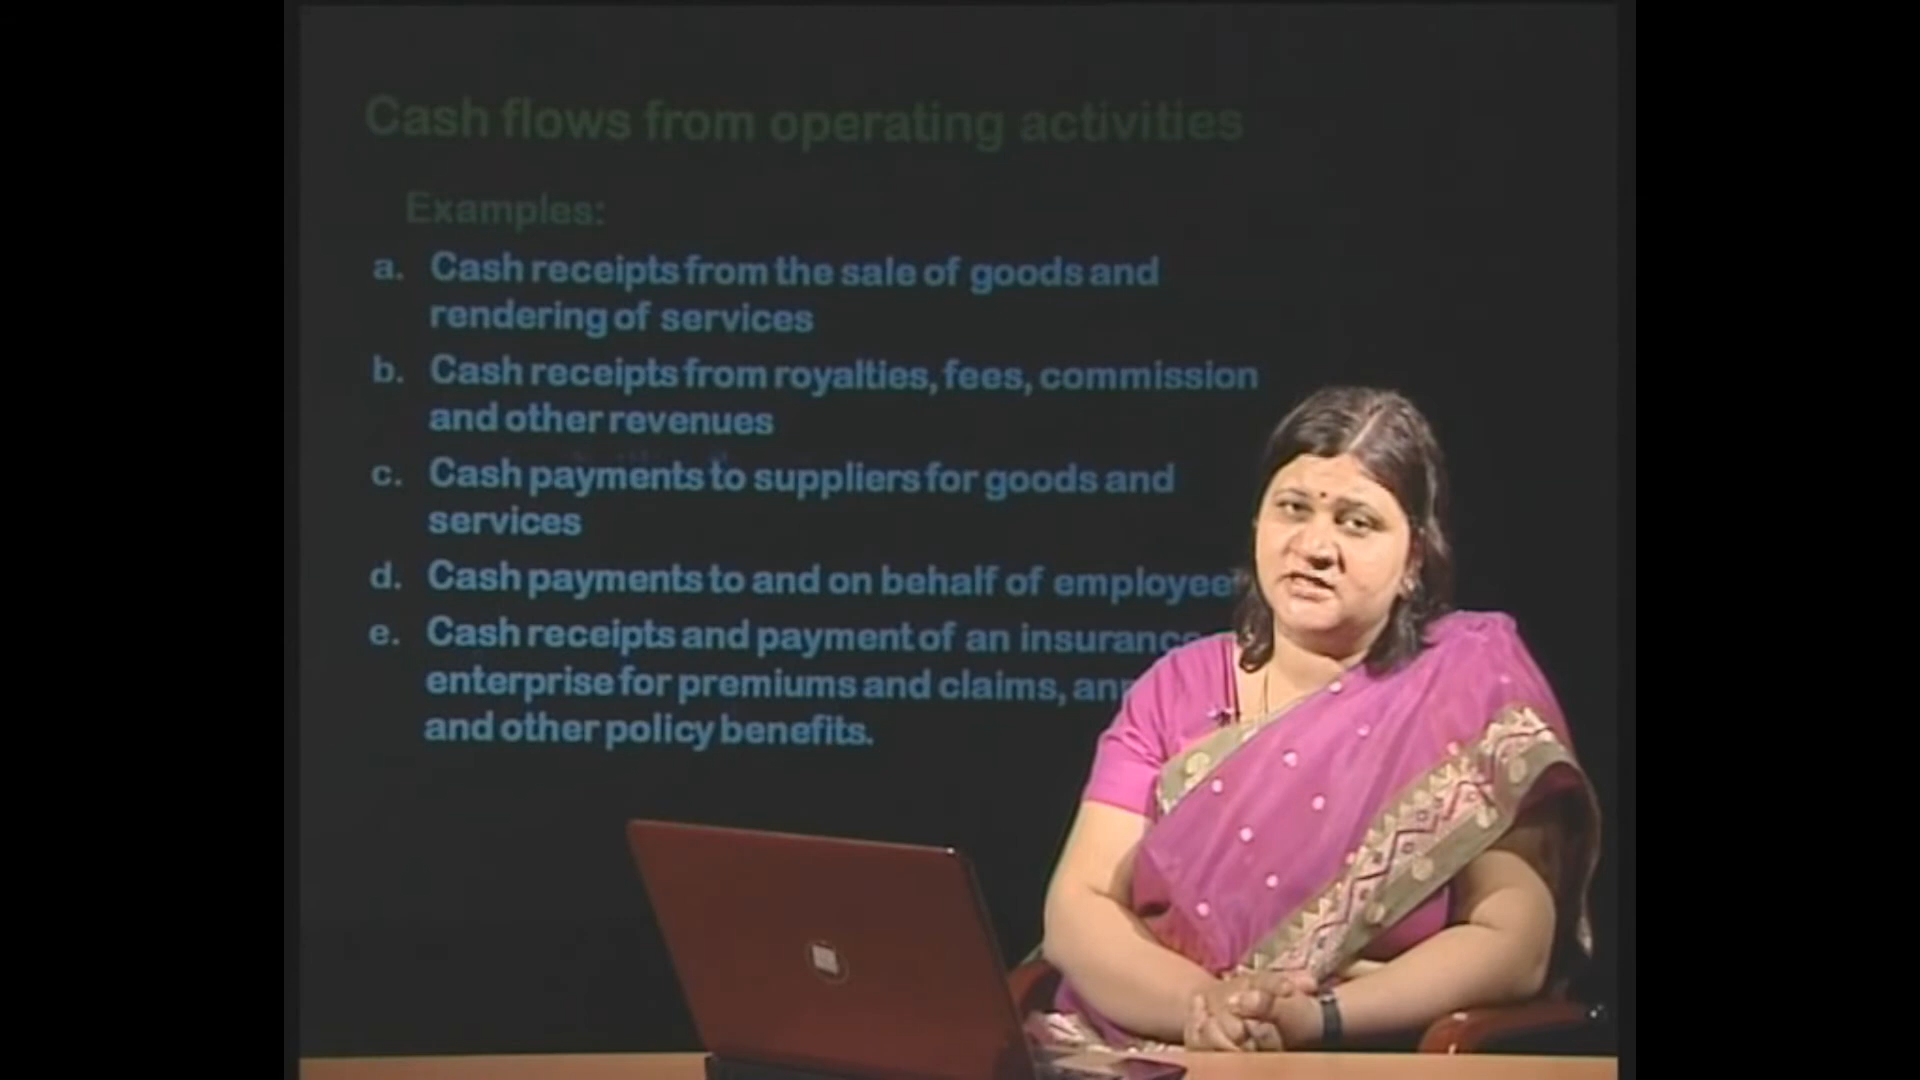 Cash flows from operating activities
Examples:
a. Cash receipts from the sale of goods and
rendering of services
b. Cash receipts from royalties, fees, commission
and other revenues
c. Cash payments to suppliers for goods and
services
d. Cash payments to and on behalf of employee
e. Cash receipts and payment of an insurance
enterprise for premiums and claims,
and other policy benefits.